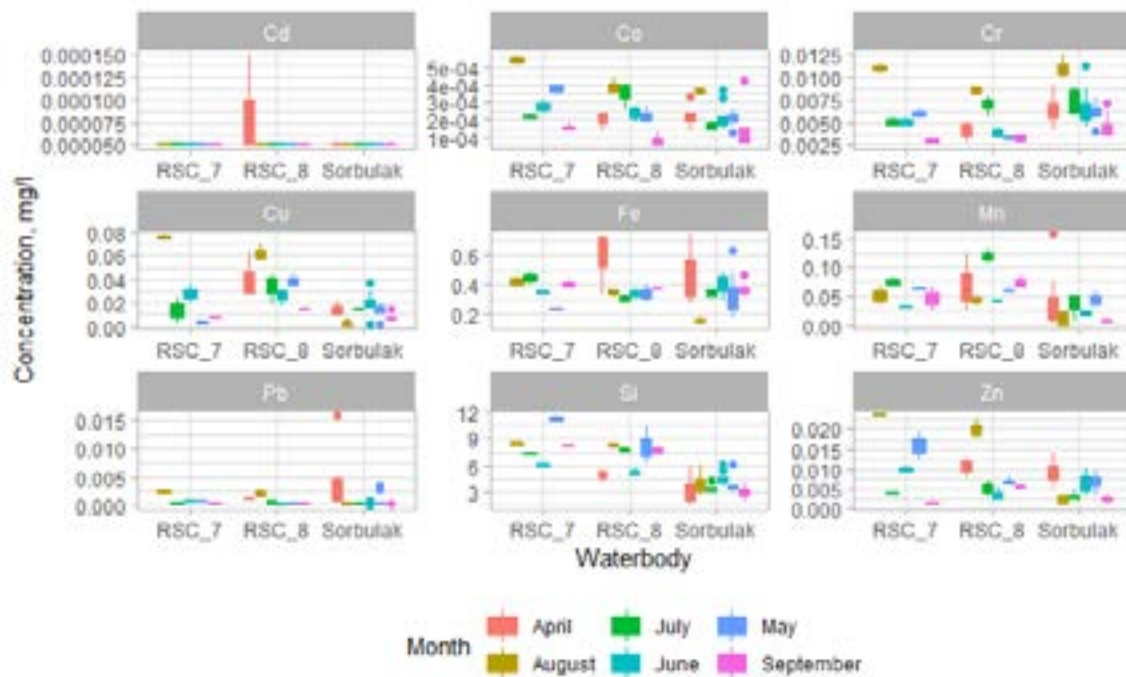 Cd Co Cr
0.000150 0.000125 0.000100 0.000075 0.000050
5e-04 4e-04 3e-04 2e-04 1e-04
0.0125 0.0100 0.0075 0.0050 0.0025
RSC_7 RSC_8 Sorbulak RSC_7 RSC_8 Sorbulak RSC_7 RSC_8 Sorbulak
Concentration, mg/l
Cu Fe Mn
0.08 0.06 0.04 0.02 0.00
0.6 0.4 0.2
0.15 0.10 0.05 0.00
RSC_7 RSC_8 Sorbulak RSC_7 RSC_8 Sorbulak RSC_7 RSC_8 Sorbulak
Pb Si Zn
0.015 0.010 0.005 0.000
12 9 6 3
0.020 0.015 0.010 0.005 0.000
RSC_7 RSC_8 Sorbulak RSC_7 RSC_8 Sorbulak RSC_7 RSC_8 Sorbulak
Waterbody
Month
April July May
August June September